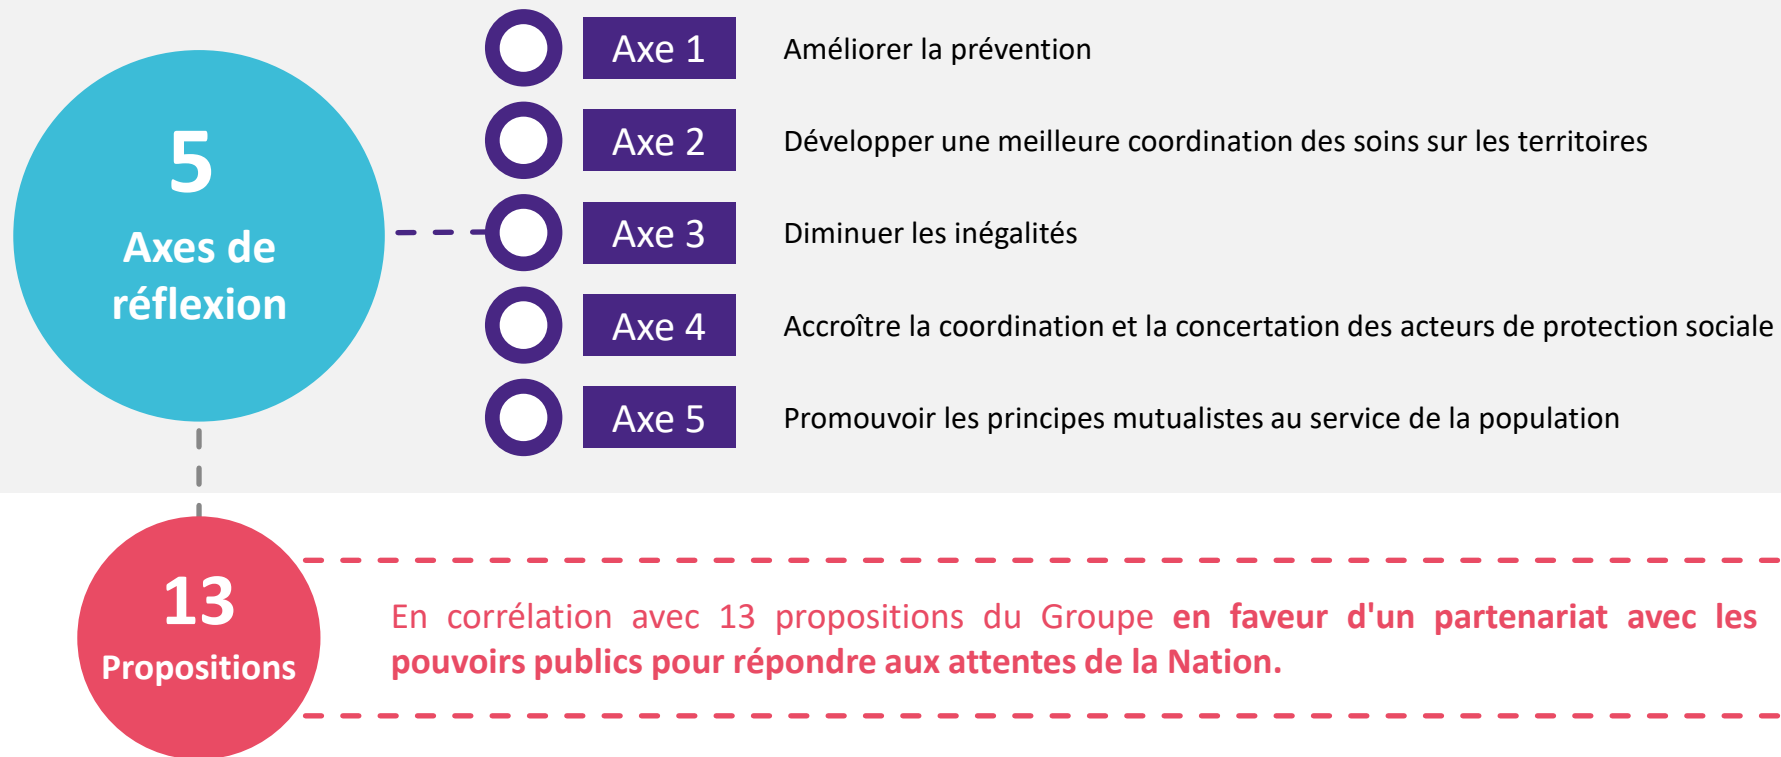 5
Axes de
réflexion
Axe 1
Améliorer la prévention
Axe 2
Développer une meilleure coordination des soins sur les territoires
Axe 3
Diminuer les inégalités
Axe 4
Accroître la coordination et la concertation des acteurs de protection sociale
Axe 5
Promouvoir les principes mutualistes au service de la population
13
Propositions
En corrélation avec 13 propositions du Groupe en faveur d'un partenariat avec les
pouvoirs publics pour répondre aux attentes de la Nation.